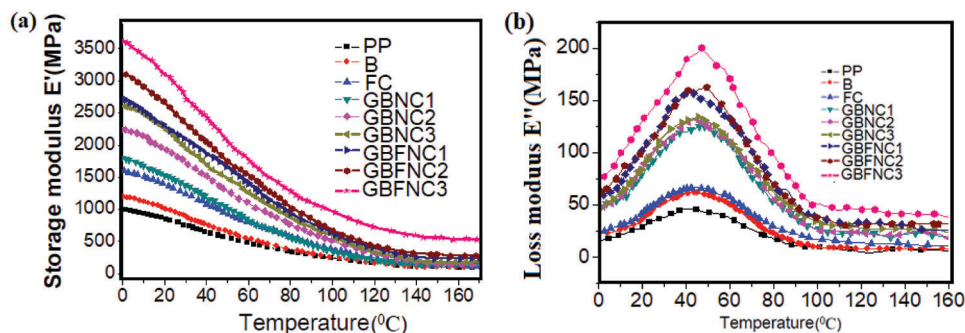 (a)
Storage modulus E'(MPa)
3500
3000
2500
2000
1500
1000
500
0
PP
B
FC
GBNC1
GBNC2
GBNC3
GBFNC1
GBFNC2
GBFNC3
0 20 40 60 80 100 120 140 160
Temperature(⁰C)
(b)
Loss modulus E"(MPa)
200
150
100
50
0
PP
B
FC
GBNC1
GBNC2
GBNC3
GBFNC1
GBFNC2
GBFNC3
0 20 40 60 80 100 120 140 160
Temperature(⁰C)